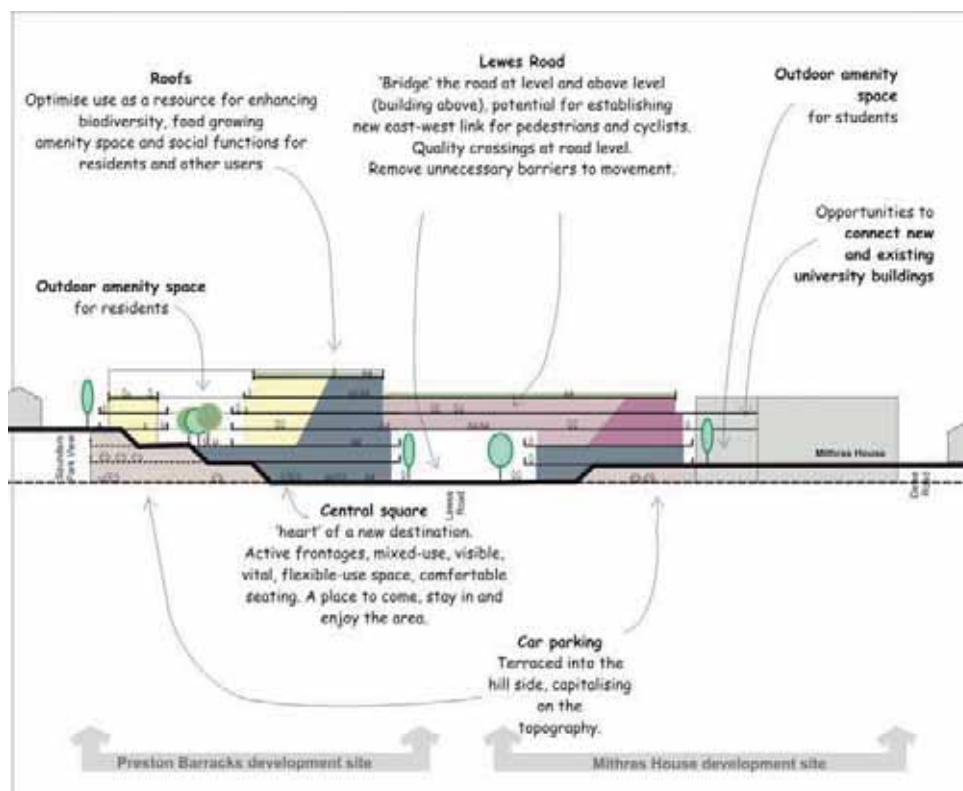 Roofs
Optimise use as a resource for enhancing
biodiversity, food growing
amenity space and social functions for
residents and other users
Lewes Road
'Bridge' the road at level and above level
(building above), potential for establishing
new east-west link for pedestrians and cyclists.
Quality crossings at road level.
Remove unnecessary barriers to movement.
Outdoor amenity
space
for students
Opportunities to
connect new
and existing
university buildings
Outdoor amenity space
for residents
Saunders
Park View
Lewes
Road
Mithras House
Road
Central square
'heart' of a new destination.
Active frontages, mixed-use, visible,
vital, flexible-use space, comfortable
seating. A place to come, stay in and
enjoy the area.
Car parking
Terraced into the
hill side, capitalising
on the
topography.
Preston Barracks development site
Mithras House development site